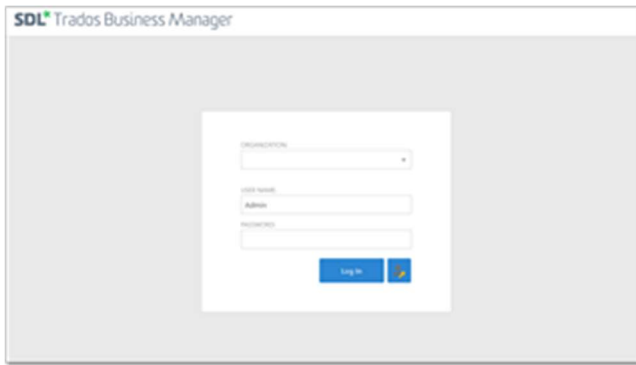 SDL* Trados Business Manager
ORGANIZATION:
USER NAME:
Admin
PASSWORD:
Log In